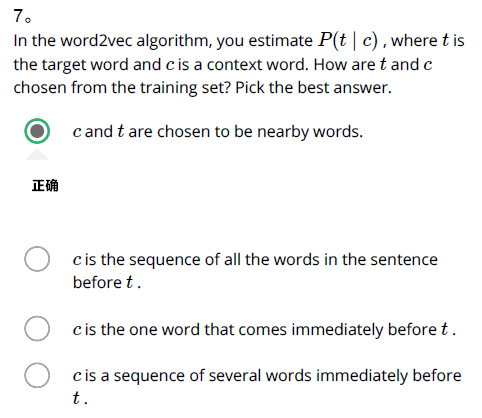 7。
In the word2vec algorithm, you estimate P(t | c) , where t is
the target word and c is a context word. How are t and c
chosen from the training set? Pick the best answer.
c and t are chosen to be nearby words.
正确
c is the sequence of all the words in the sentence
before t .
c is the one word that comes immediately before t .
c is a sequence of several words immediately before
t .